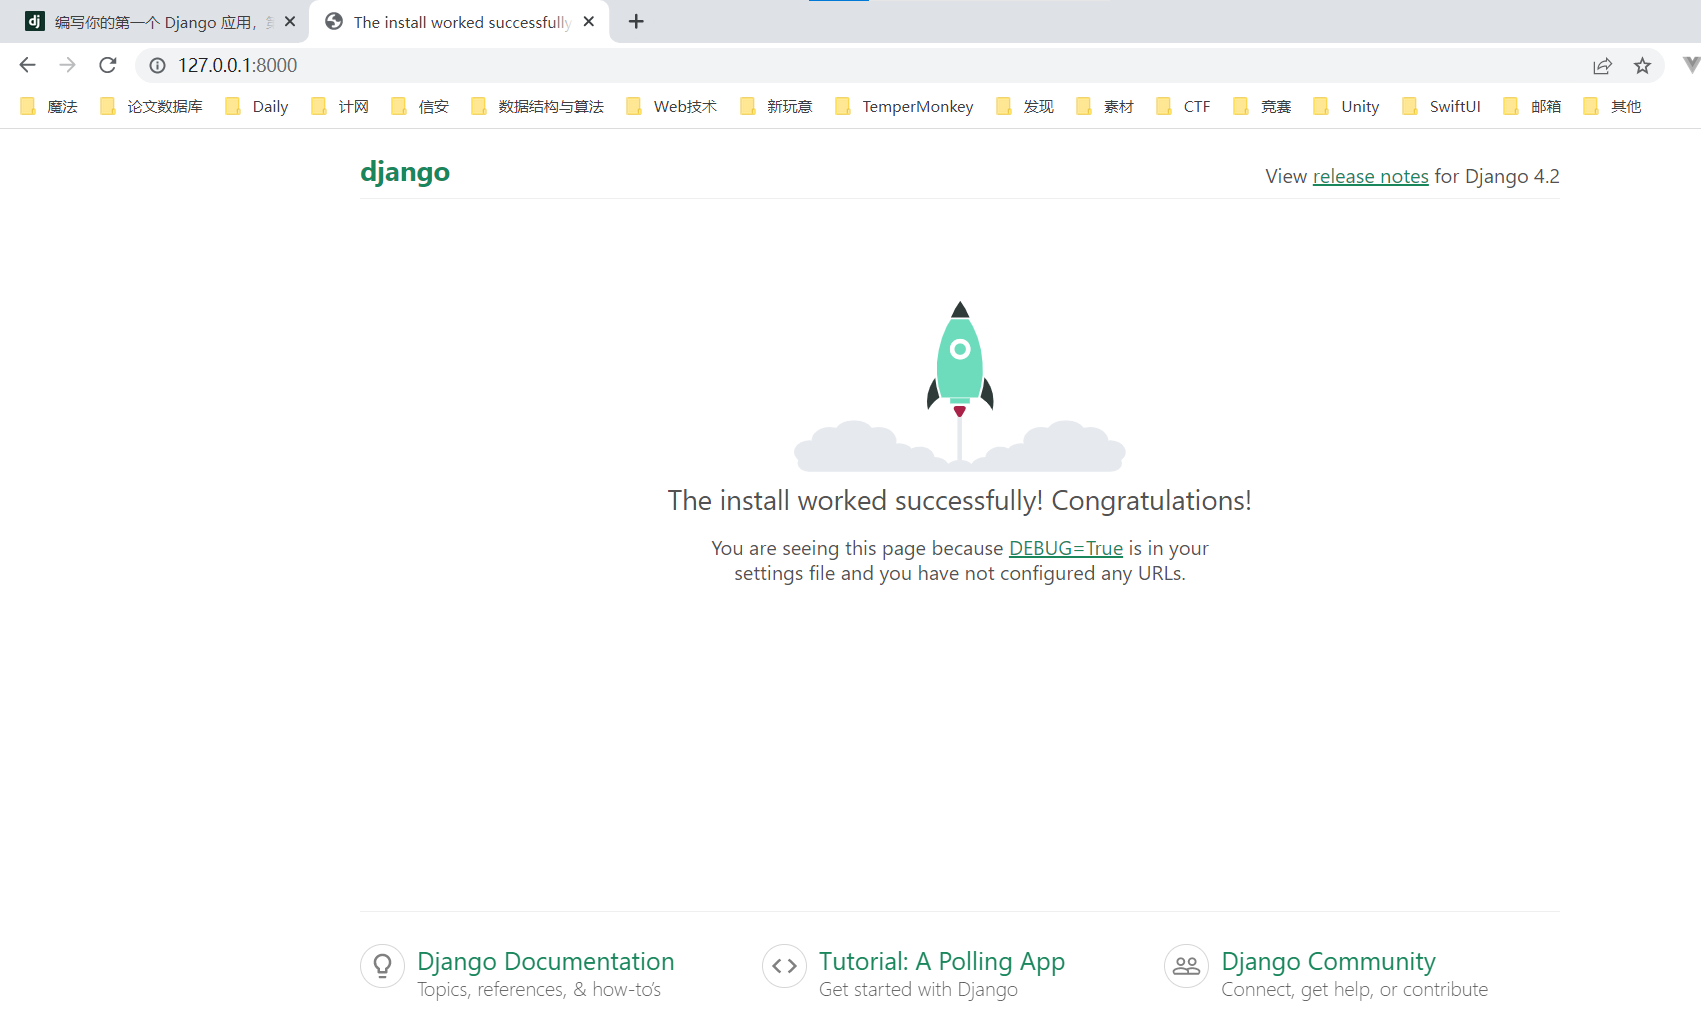 dj 编写你的第一个 Django 应用，
The install worked successfully
127.0.0.1:8000
魔法 论文数据库 Daily 计网 信安 数据结构与算法 Web技术 新玩意 TemperMonkey 发现 素材 CTF 竞赛 Unity SwiftUI 邮箱 其他
django
View release notes for Django 4.2
The install worked successfully! Congratulations!
You are seeing this page because DEBUG=True is in your
settings file and you have not configured any URLs.
Django Documentation
Topics, references, & how-to’s
Tutorial: A Polling App
Get started with Django
Django Community
Connect, get help, or contribute